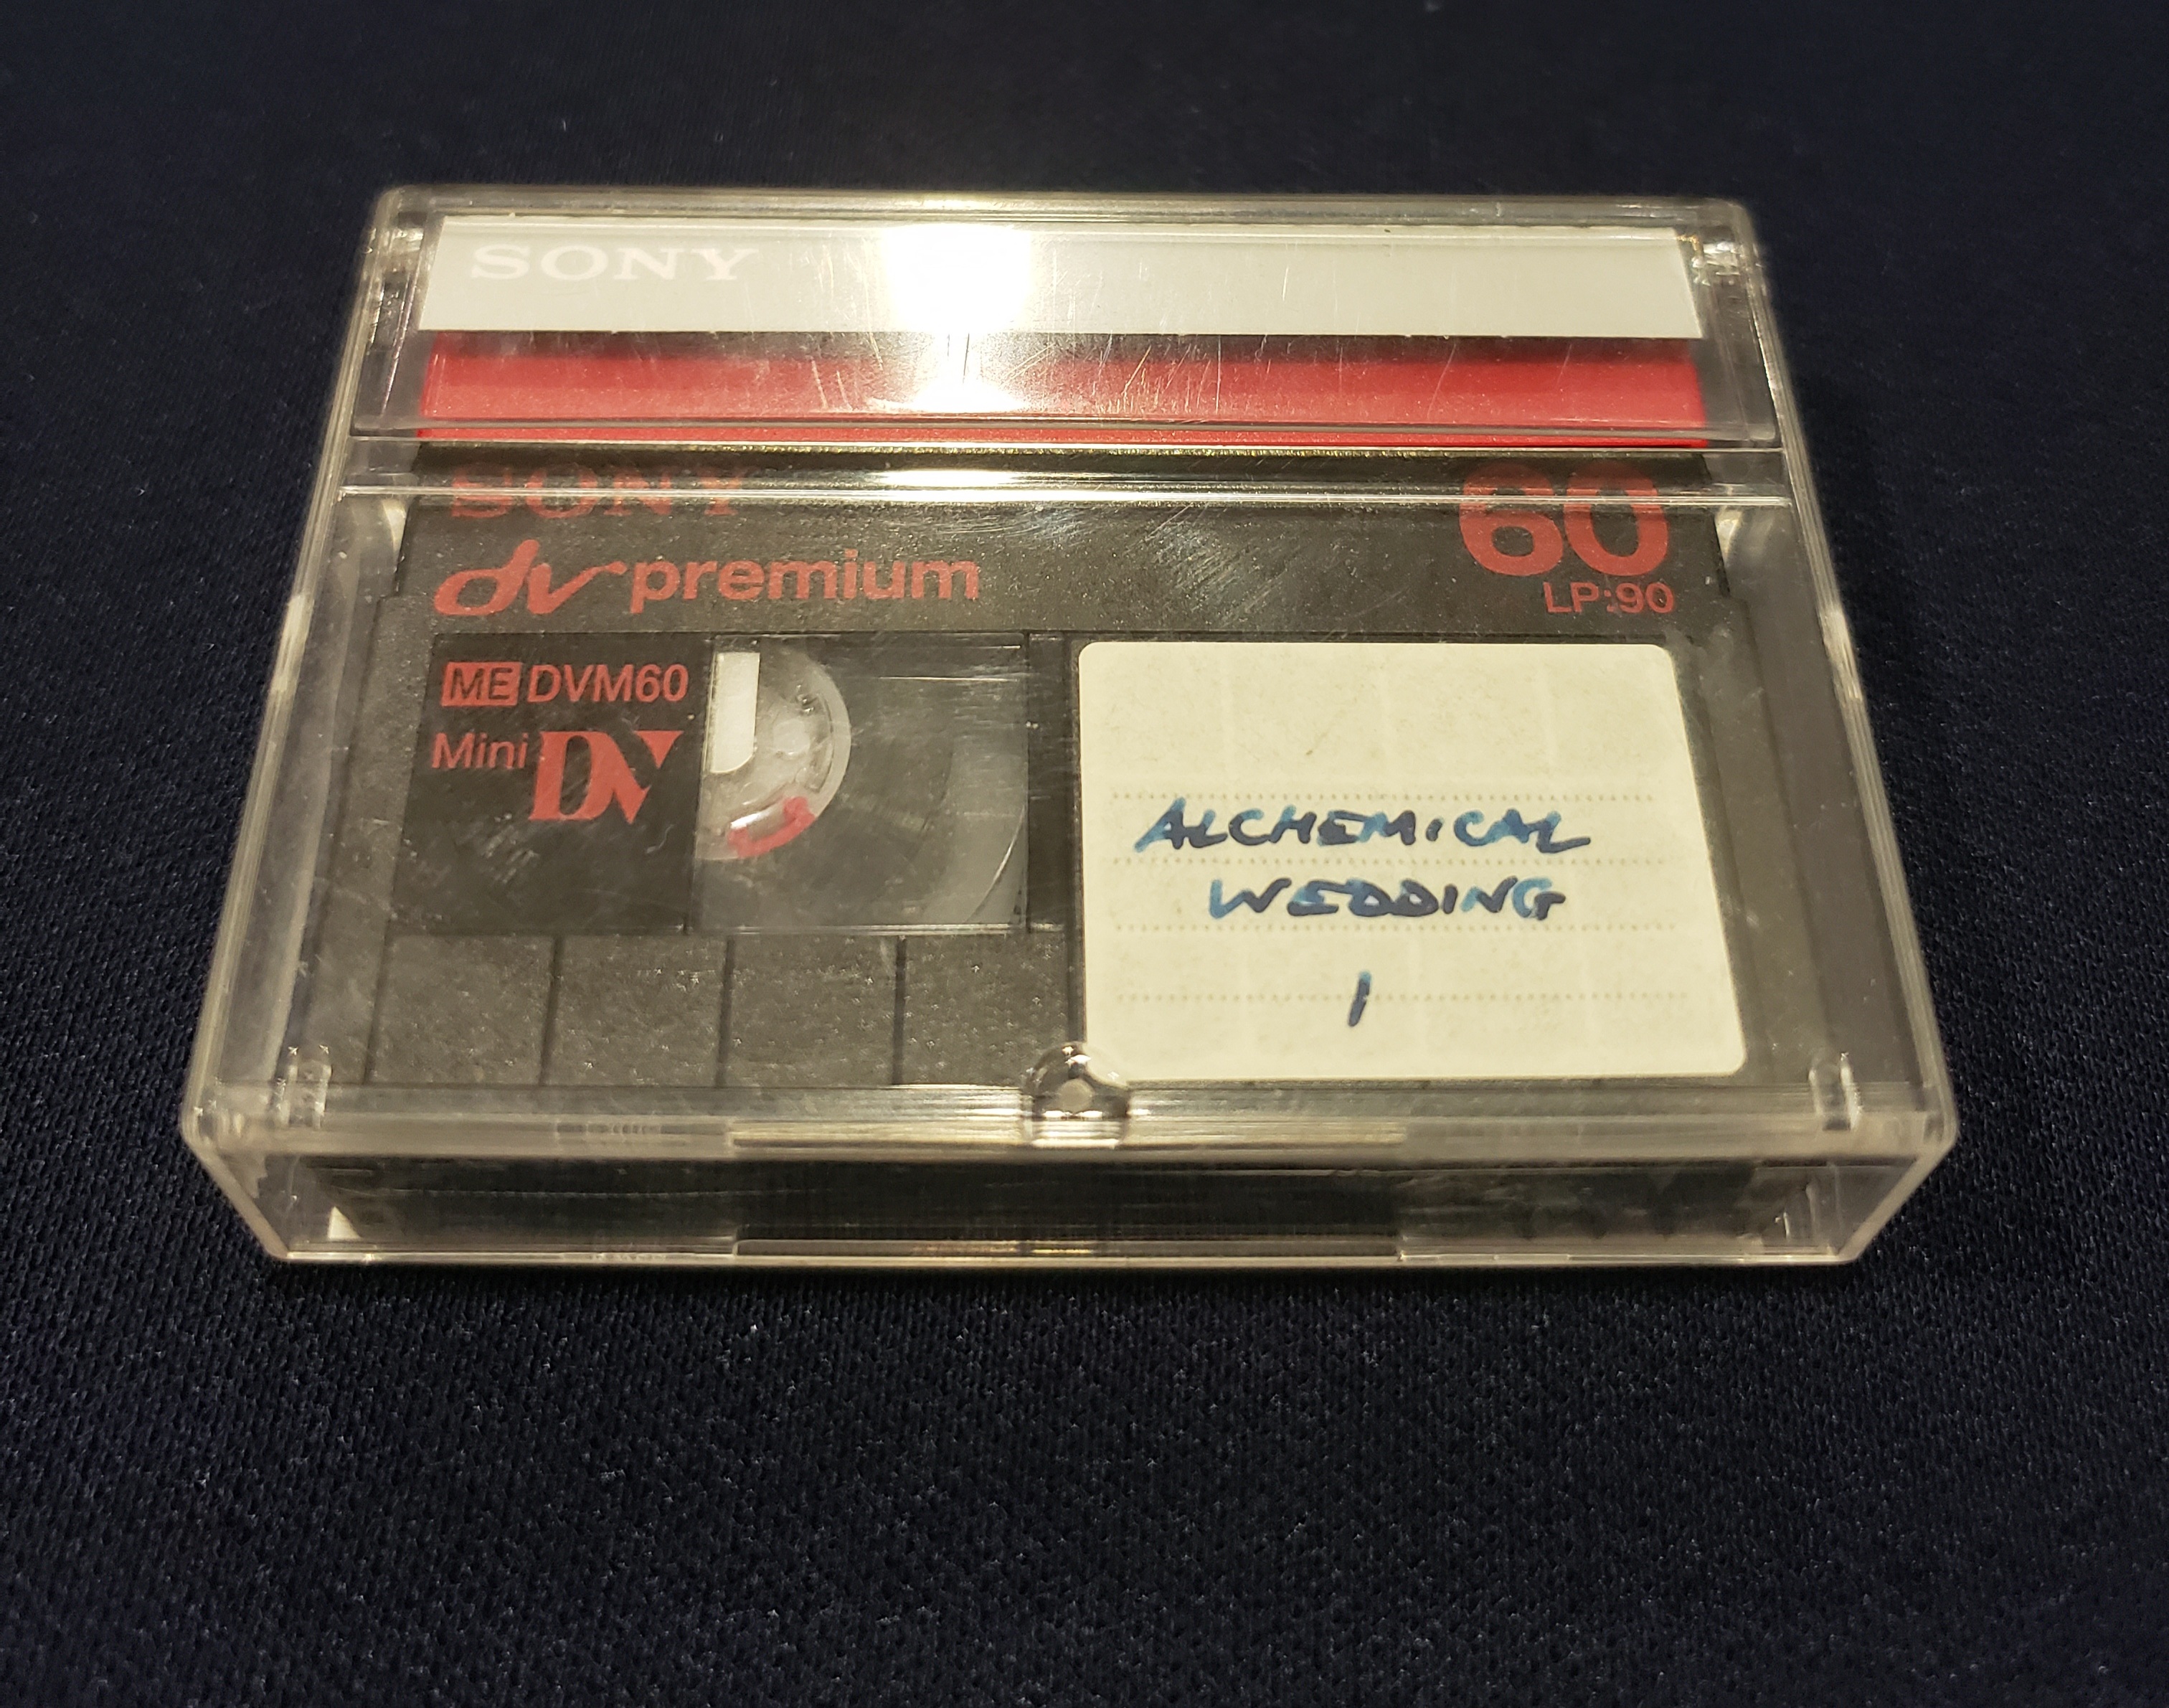 SONY
SONY
60
dv premium
LP:90
ME DVM60
Mini DV
ALCHEMICAL
WEDDING
1